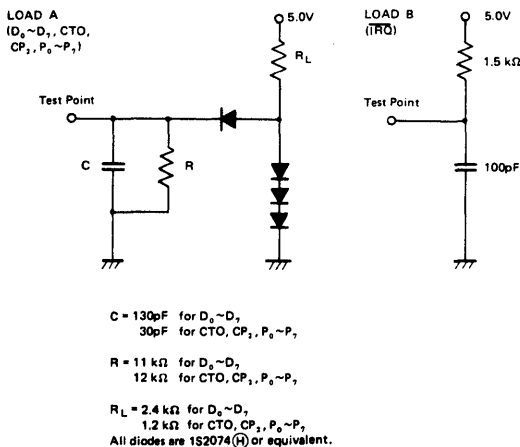 LOAD A
(D₀~D₇, CTO,
CP₂, P₀~P₇)
5.0V
R_L
Test Point
C
R
LOAD B
(I̅R̅Q̅)
5.0V
1.5 kΩ
Test Point
100pF
C = 130pF for D₀~D₇
30pF for CTO, CP₂, P₀~P₇
R = 11 kΩ for D₀~D₇
12 kΩ for CTO, CP₂, P₀~P₇
R_L = 2.4 kΩ for D₀~D₇
1.2 kΩ for CTO, CP₂, P₀~P₇
All diodes are 1S2074Ⓗ or equivalent.